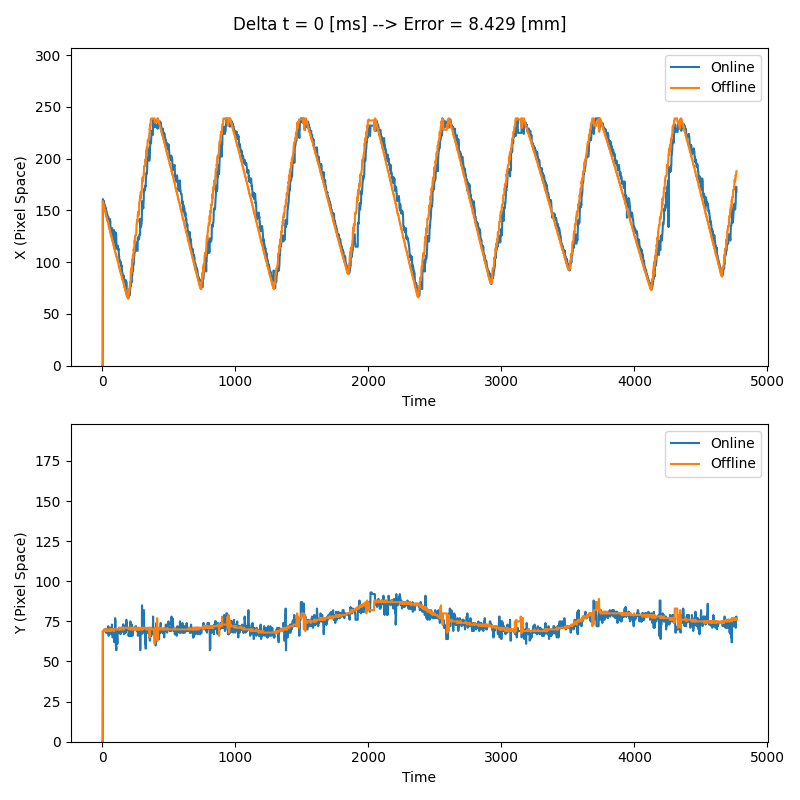 Delta t = 0 [ms] --> Error = 8.429 [mm]
300
250
200
150
100
50
0
X (Pixel Space)
Online
Offline
0 1000 2000 3000 4000 5000
Time
175
150
125
100
75
50
25
0
Y (Pixel Space)
Online
Offline
0 1000 2000 3000 4000 5000
Time